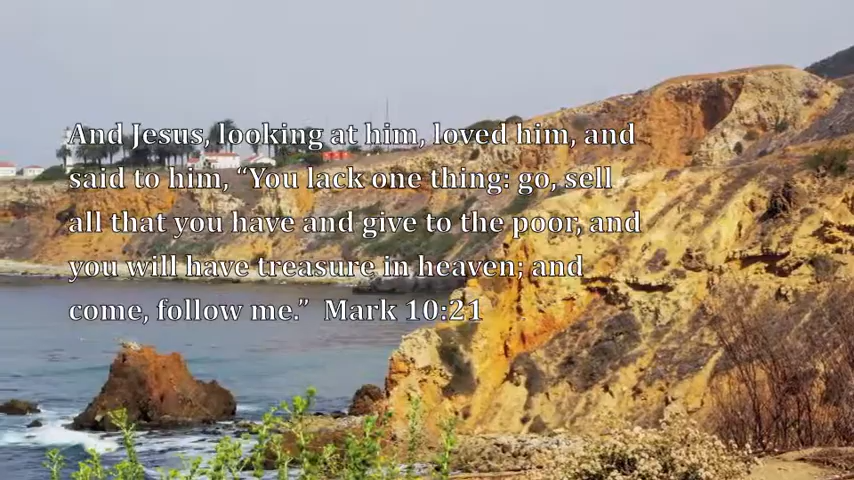 And Jesus, looking at him, loved him, and
said to him, “You lack one thing: go, sell
all that you have and give to the poor, and
you will have treasure in heaven; and
come, follow me.” Mark 10:21